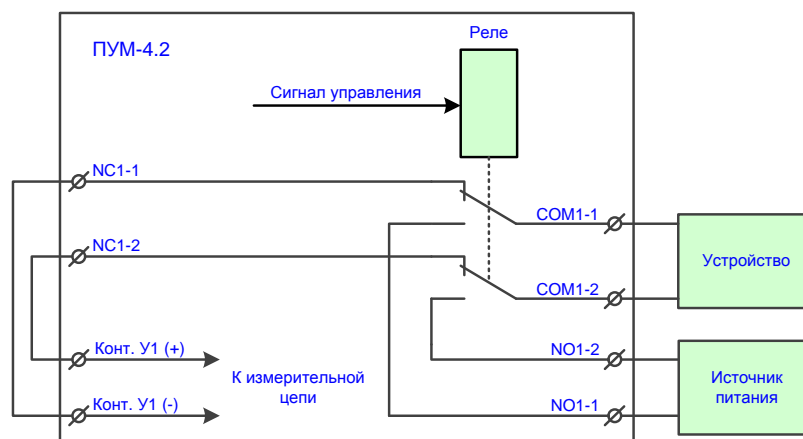 Реле
ПУМ-4.2
Сигнал управления
NC1-1
COM1-1
NC1-2
Устройство
COM1-2
Конт. У1 (+)
NO1-2
К измерительной
цепи
Источник
питания
Конт. У1 (-)
NO1-1